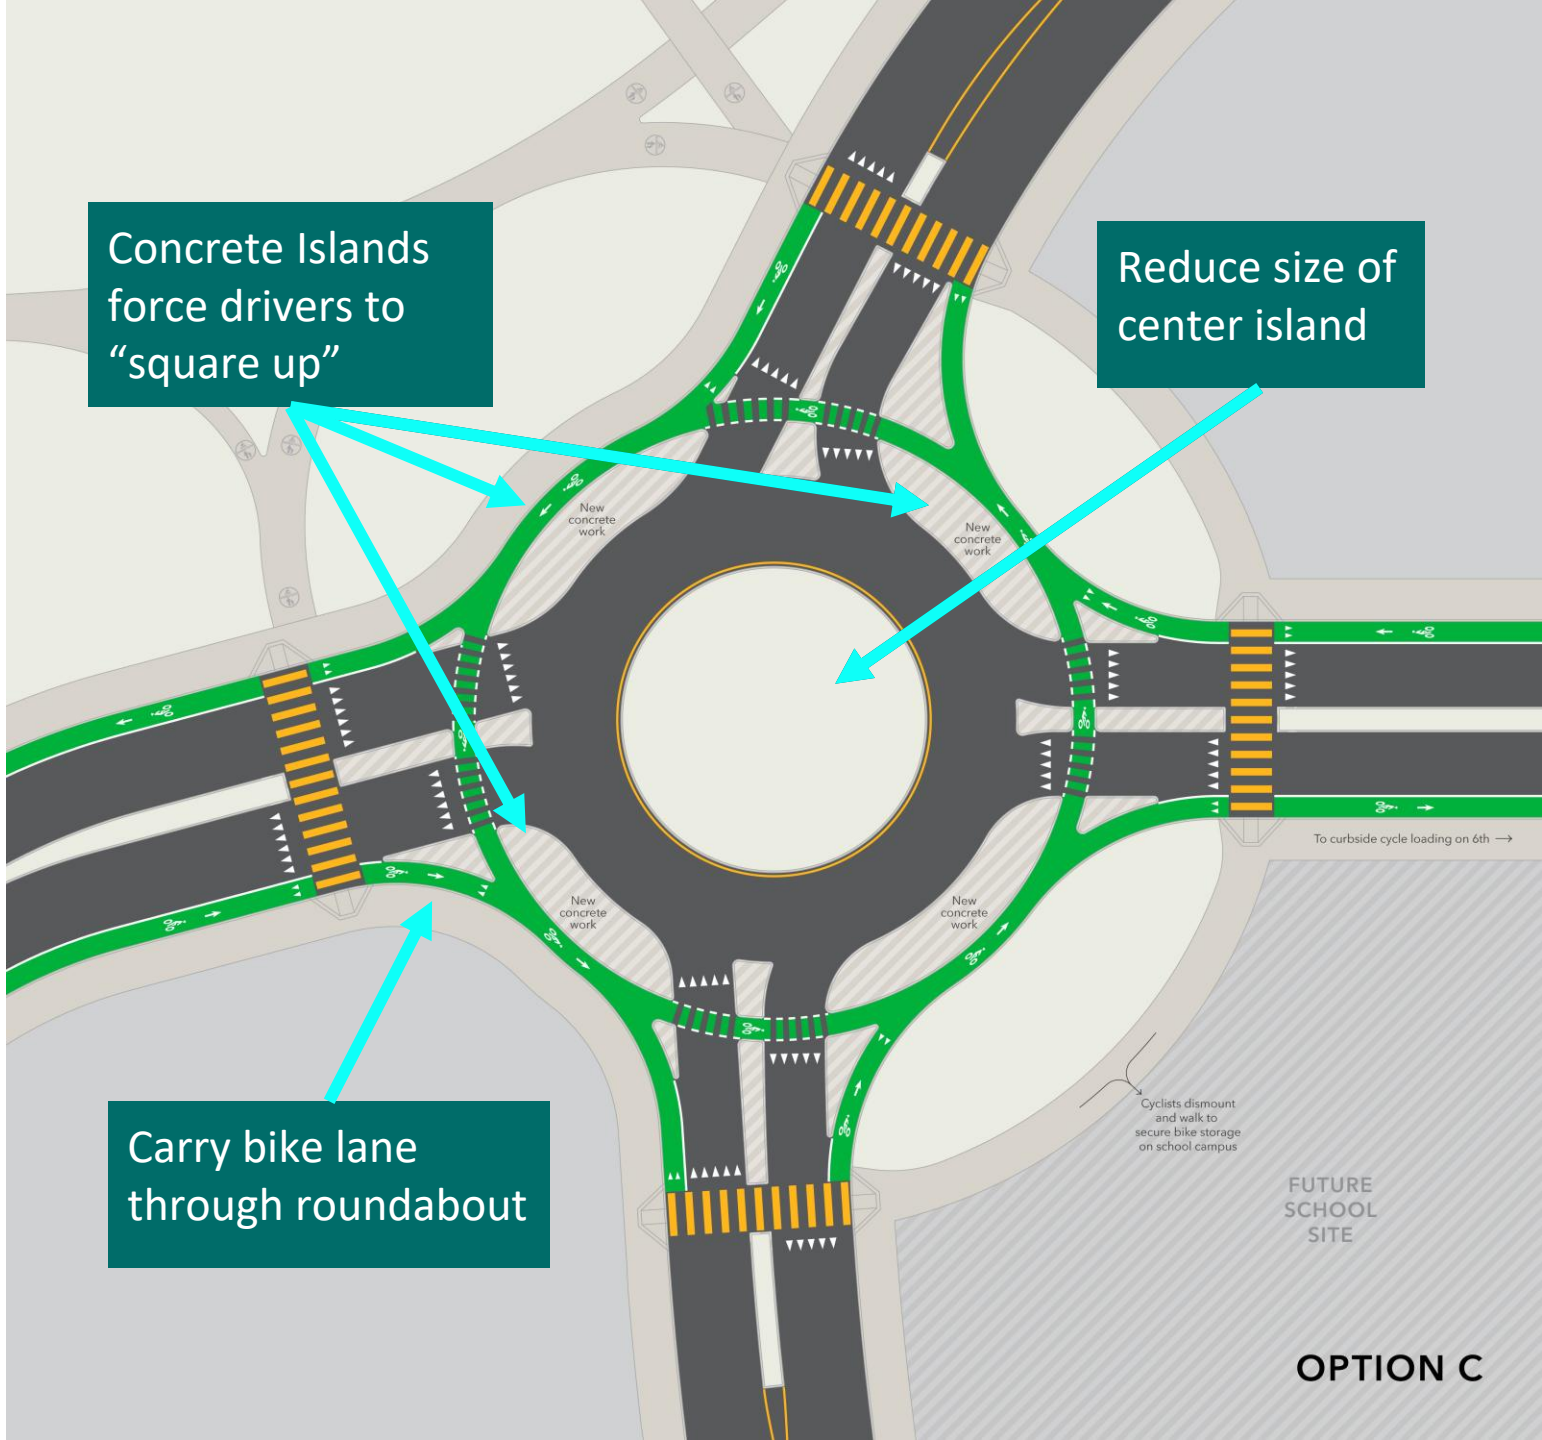 Concrete Islands
force drivers to
“square up”
Reduce size of
center island
New
concrete
work
New
concrete
work
To curbside cycle loading on 6th →
New
concrete
work
New
concrete
work
Carry bike lane
through roundabout
Cyclists dismount
and walk to
secure bike storage
on school campus
FUTURE
SCHOOL
SITE
OPTION C